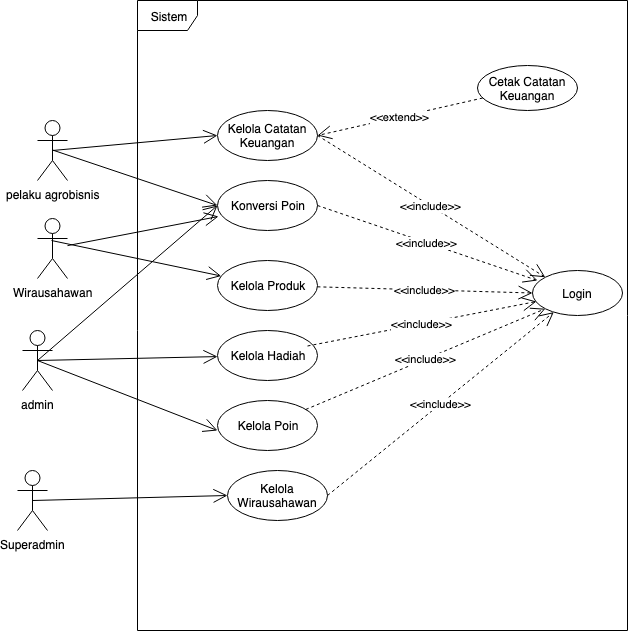 Sistem
Cetak Catatan
Keuangan
<<extend>>
Kelola Catatan
Keuangan
pelaku agrobisnis
Konversi Poin
<<include>>
<<include>>
Wirausahawan
Kelola Produk
<<include>>
Login
<<include>>
Kelola Hadiah
<<include>>
admin
<<include>>
Kelola Poin
Kelola
Wirausahawan
Superadmin